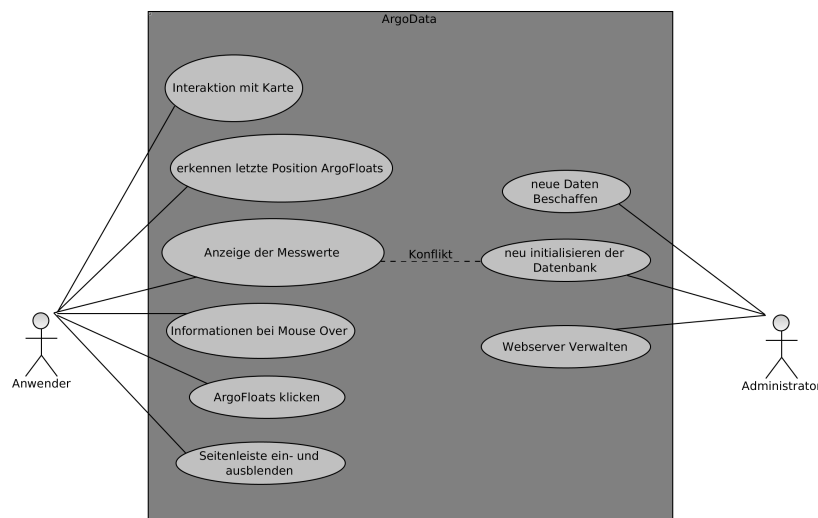 ArgoData
Interaktion mit Karte
erkennen letzte Position ArgoFloats
Anzeige der Messwerte
Informationen bei Mouse Over
ArgoFloats klicken
Seitenleiste ein- und
ausblenden
Konflikt
neue Daten
Beschaffen
neu initialisieren der
Datenbank
Webserver Verwalten
Anwender
Administrator